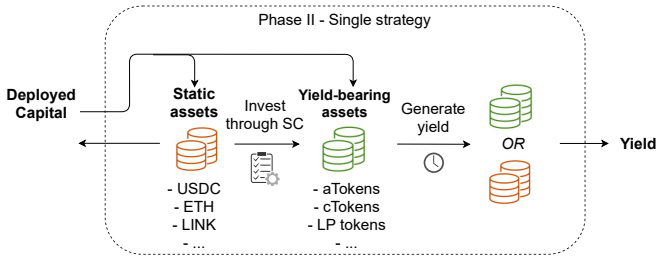 Phase II - Single strategy
Deployed
Capital
Static
assets
Invest
through SC
Yield-bearing
assets
Generate
yield
OR
Yield
- USDC
- ETH
- LINK
- ...
- aTokens
- cTokens
- LP tokens
- ...